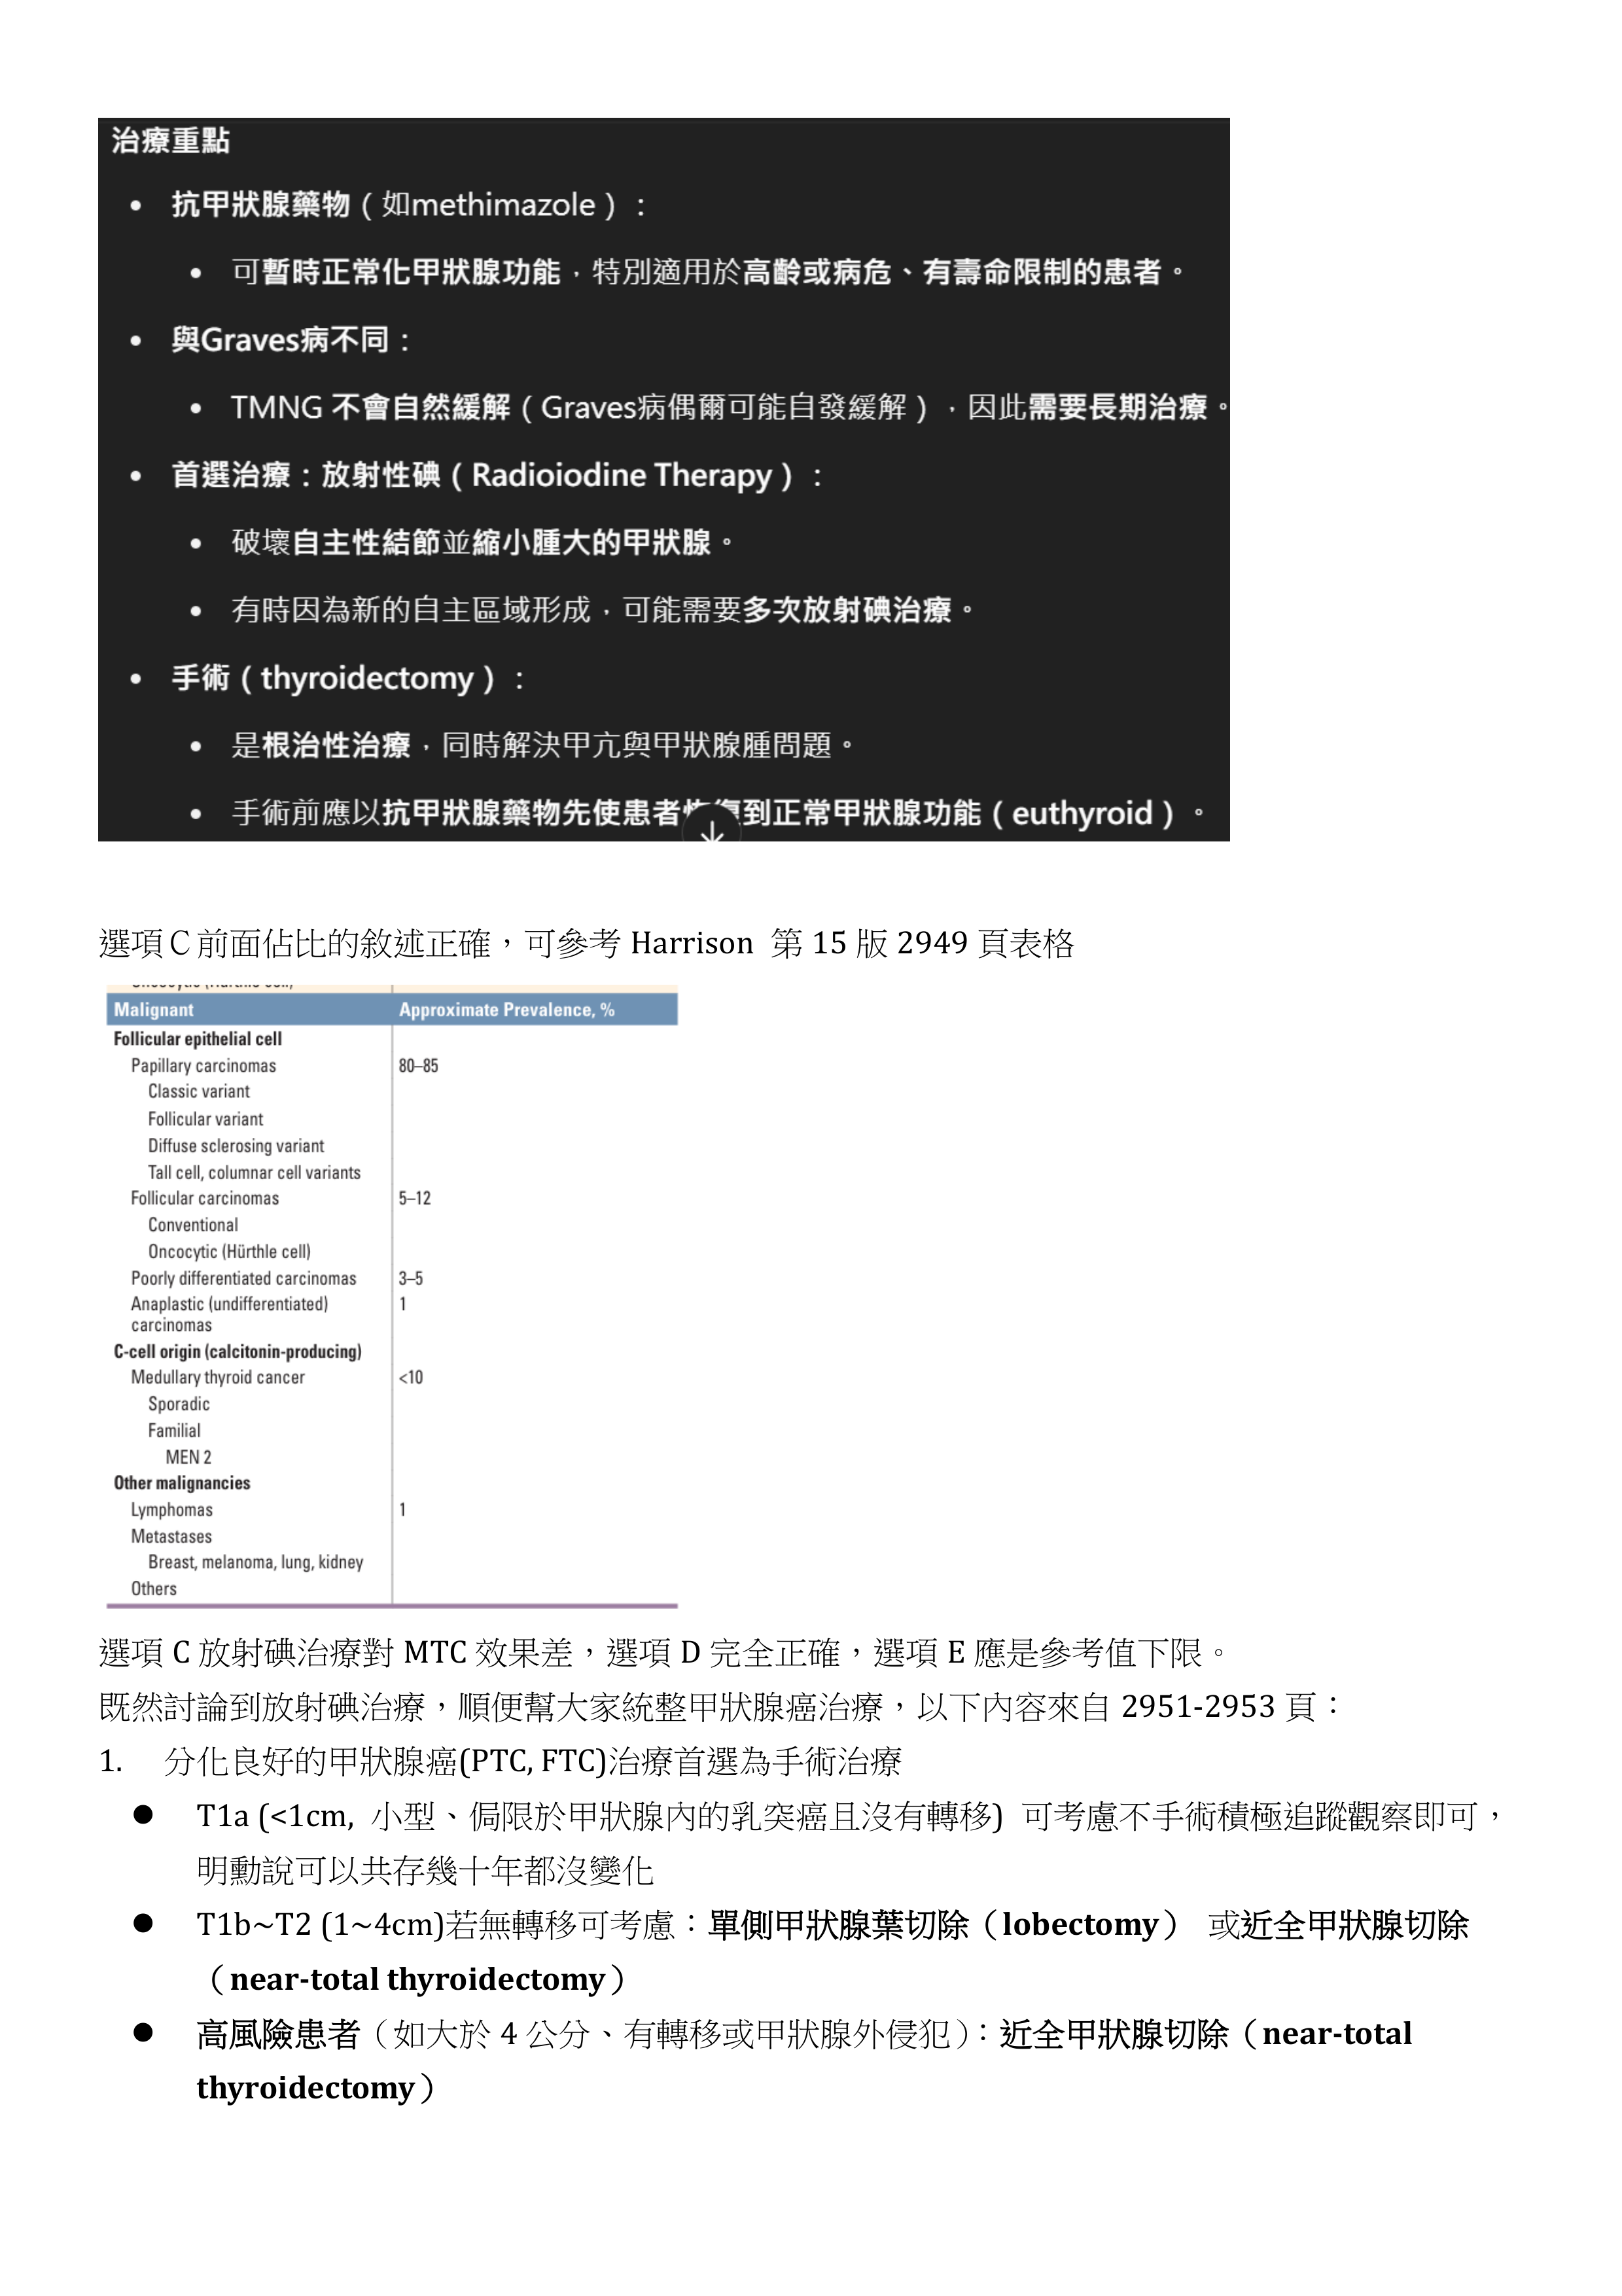 治療重點
• 抗甲狀腺藥物（如methimazole）：
• 可暫時正常化甲狀腺功能，特別適用於高齡或病危、有壽命限制的患者。
• 與Graves病不同：
• TMNG 不會自然緩解（Graves病偶爾可能自發緩解），因此需要長期治療。
• 首選治療：放射性碘（Radioiodine Therapy）：
• 破壞自主性結節並縮小腫大的甲狀腺。
• 有時因為新的自主區域形成，可能需要多次放射碘治療。
• 手術（thyroidectomy）：
• 是根治性治療，同時解決甲亢與甲狀腺腫問題。
• 手術前應以抗甲狀腺藥物先使患者恢復到正常甲狀腺功能（euthyroid）。
選項 C 前面佔比的敘述正確，可參考 Harrison 第 15 版 2949 頁表格
Malignant Approximate Prevalence, %
Follicular epithelial cell
Papillary carcinomas 80–85
Classic variant
Follicular variant
Diffuse sclerosing variant
Tall cell, columnar cell variants
Follicular carcinomas 5–12
Conventional
Oncocytic (Hürthle cell)
Poorly differentiated carcinomas 3–5
Anaplastic (undifferentiated) 1
carcinomas
C-cell origin (calcitonin-producing)
Medullary thyroid cancer <10
Sporadic
Familial
MEN 2
Other malignancies
Lymphomas 1
Metastases
Breast, melanoma, lung, kidney
Others
選項 C 放射碘治療對 MTC 效果差，選項 D 完全正確，選項 E 應是參考值下限。
既然討論到放射碘治療，順便幫大家統整甲狀腺癌治療，以下內容來自 2951-2953 頁：
1. 分化良好的甲狀腺癌(PTC, FTC)治療首選為手術治療
● T1a (<1cm, 小型、侷限於甲狀腺內的乳突癌且沒有轉移) 可考慮不手術積極追蹤觀察即可，
明勳說可以共存幾十年都沒變化
● T1b~T2 (1~4cm)若無轉移可考慮：單側甲狀腺葉切除（lobectomy） 或近全甲狀腺切除
（near-total thyroidectomy）
● 高風險患者（如大於 4 公分、有轉移或甲狀腺外侵犯）：近全甲狀腺切除（near-total
thyroidectomy）